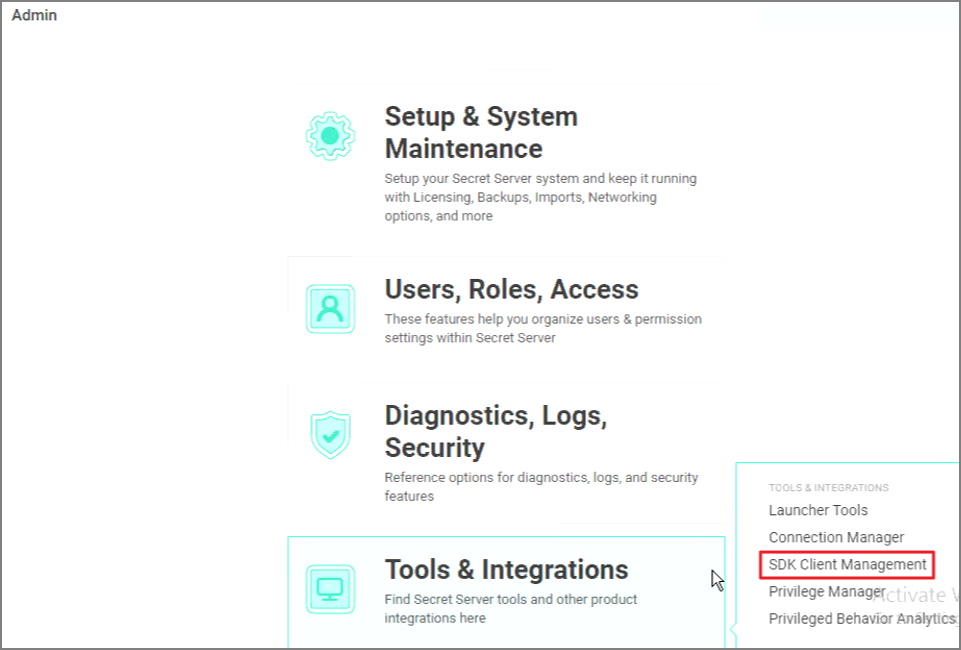 Admin
Setup & System
Maintenance
Setup your Secret Server system and keep it running
with Licensing, Backups, Imports, Networking
options, and more
Users, Roles, Access
These features help you organize users & permission
settings within Secret Server
Diagnostics, Logs,
Security
Reference options for diagnostics, logs, and security
features
Tools & Integrations
Find Secret Server tools and other product
integrations here
TOOLS & INTEGRATIONS
Launcher Tools
Connection Manager
SDK Client Management
Privilege Manager
Activate W
Privileged Behavior Analytics